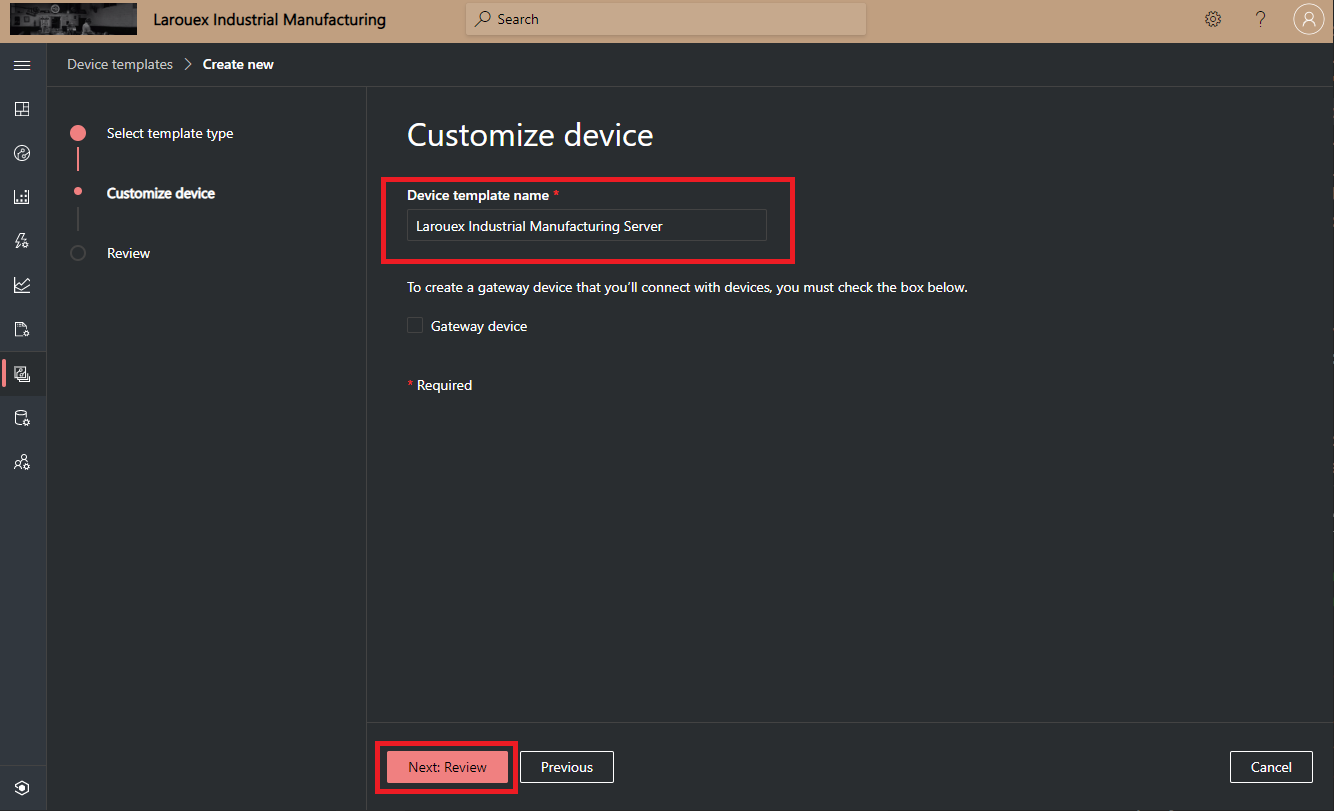 Larouex Industrial Manufacturing
Search
?
Device templates > Create new
Select template type
Customize device
Review
Customize device
Device template name *
Larouex Industrial Manufacturing Server
To create a gateway device that you’ll connect with devices, you must check the box below.
Gateway device
* Required
Next: Review
Previous
Cancel